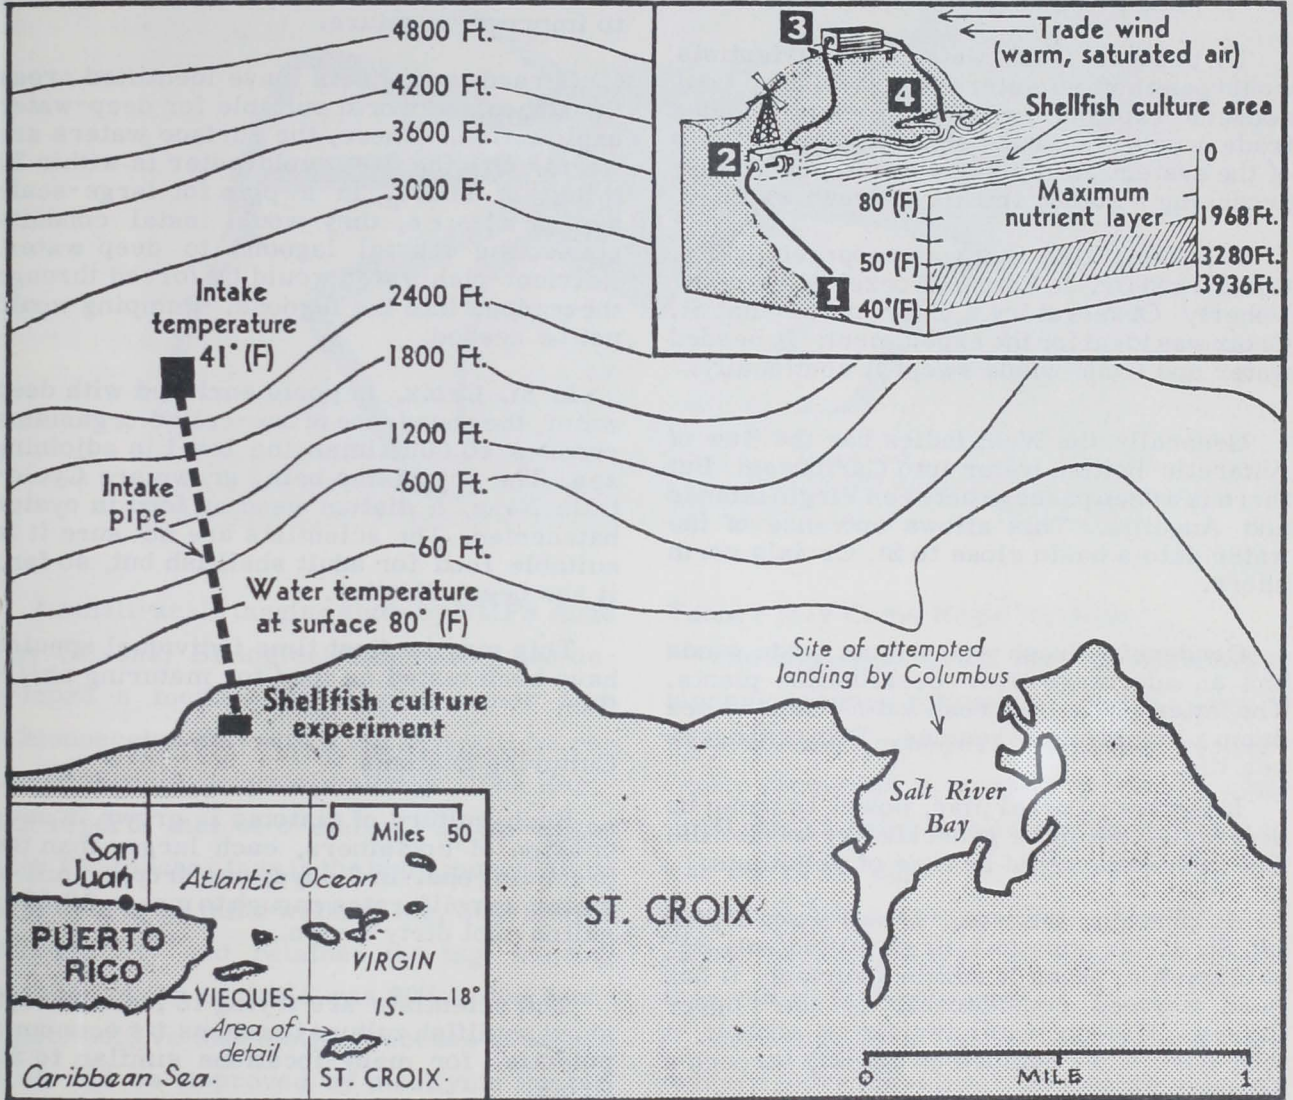 4800 Ft.
4200 Ft.
3600 Ft.
3000 Ft.
2400 Ft.
1800 Ft.
1200 Ft.
600 Ft.
60 Ft.
Intake
temperature
41° (F)
Intake
pipe
Water temperature
at surface 80° (F)
Shellfish culture
experiment
3
Trade wind
(warm, saturated air)
4
Shellfish culture area
2
0
80°(F)
Maximum
nutrient layer
1968 Ft.
50°(F)
3280 Ft.
1
3936 Ft.
40°(F)
Site of attempted
landing by Columbus
Salt River
Bay
ST. CROIX
0 MILE 1
0 Miles 50
San
Juan
Atlantic Ocean
PUERTO
RICO
VIRGIN
IS.
VIEQUES
18°
Area of
detail
Caribbean Sea.
ST. CROIX.